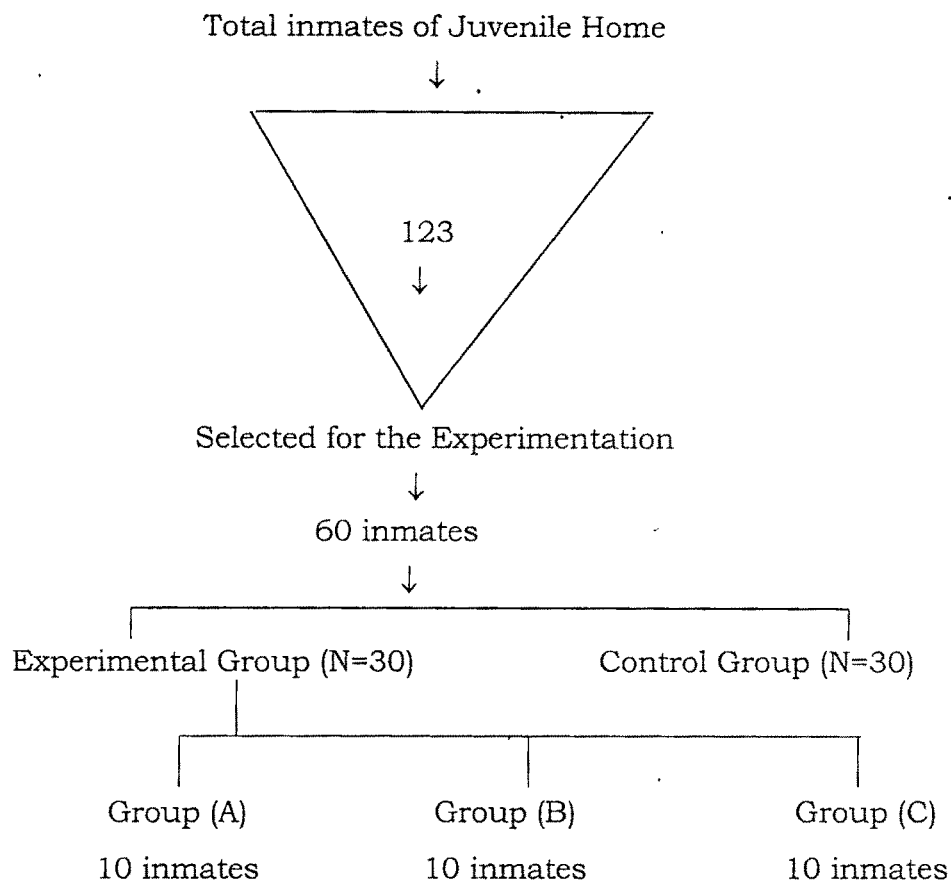 Total inmates of Juvenile Home
↓
123
↓
Selected for the Experimentation
↓
60 inmates
↓
Experimental Group (N=30) Control Group (N=30)
Group (A) Group (B) Group (C)
10 inmates 10 inmates 10 inmates